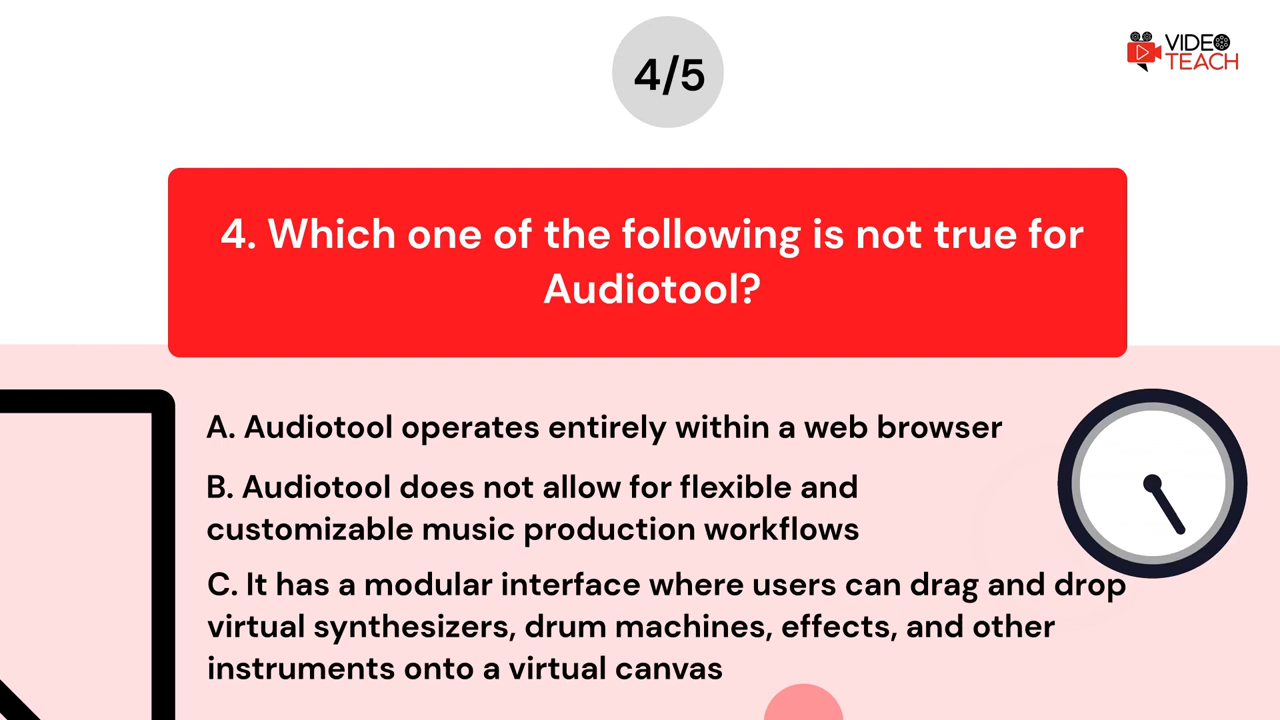 4/5
VIDEO
TEACH
4. Which one of the following is not true for
Audiotool?
A. Audiotool operates entirely within a web browser
B. Audiotool does not allow for flexible and
customizable music production workflows
C. It has a modular interface where users can drag and drop
virtual synthesizers, drum machines, effects, and other
instruments onto a virtual canvas